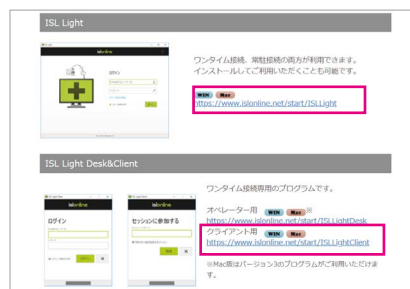 ISL Light
islonline
ログイン
ワンタイム接続、常駐接続の両方が利用できます。
インストールしてご利用いただくことも可能です。
WIN Mac
https://www.islonline.net/start/ISLLight
ISL Light Desk&Client
islonline
ログイン
islonline
セッションに参加する
ワンタイム接続専用のプログラムです。
オペレーター用 WIN Mac ※
https://www.islonline.net/start/ISLLightDesk
クライアント用 WIN Mac
https://www.islonline.net/start/ISLLightClient
※Mac版はバージョン3のプログラムがご利用いただけま
す。